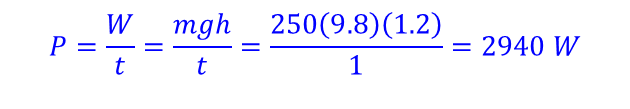 P = W/t = mgh/t = 250(9.8)(1.2)/1 = 2940 W